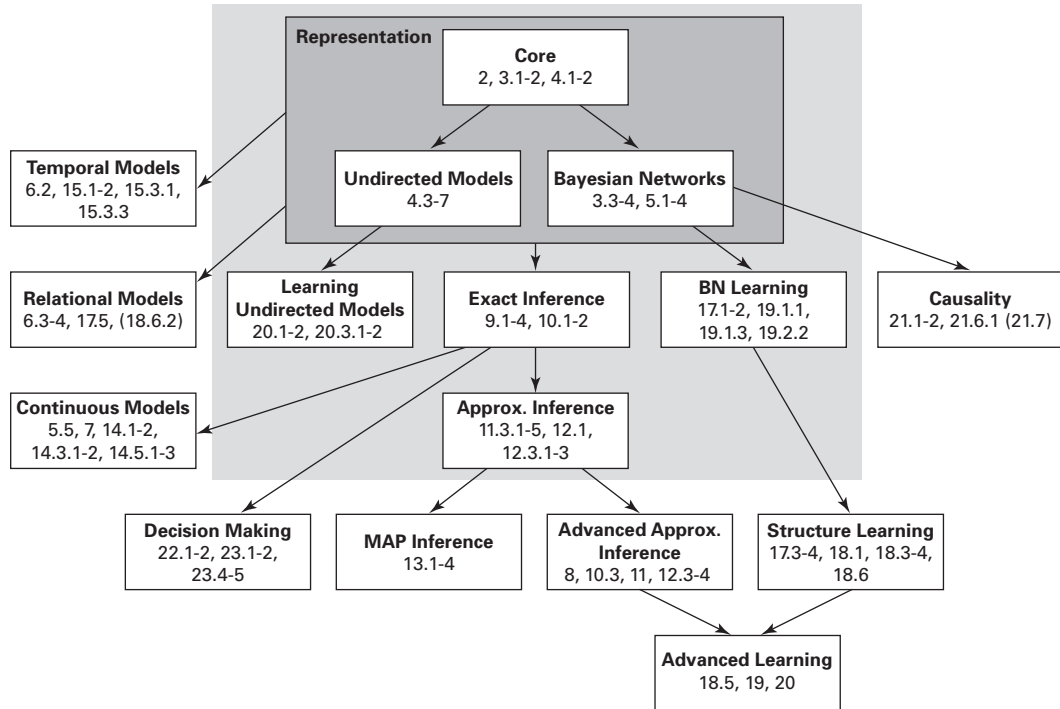 Representation
Core
2, 3.1-2, 4.1-2
Temporal Models
6.2, 15.1-2, 15.3.1,
15.3.3
Undirected Models
4.3-7
Bayesian Networks
3.3-4, 5.1-4
Relational Models
6.3-4, 17.5, (18.6.2)
Learning
Undirected Models
20.1-2, 20.3.1-2
Exact Inference
9.1-4, 10.1-2
BN Learning
17.1-2, 19.1.1,
19.1.3, 19.2.2
Causality
21.1-2, 21.6.1 (21.7)
Continuous Models
5.5, 7, 14.1-2,
14.3.1-2, 14.5.1-3
Approx. Inference
11.3.1-5, 12.1,
12.3.1-3
Decision Making
22.1-2, 23.1-2,
23.4-5
MAP Inference
13.1-4
Advanced Approx.
Inference
8, 10.3, 11, 12.3-4
Structure Learning
17.3-4, 18.1, 18.3-4,
18.6
Advanced Learning
18.5, 19, 20